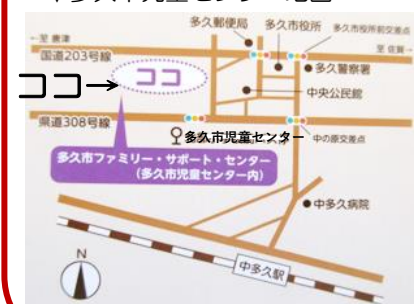 多久郵便局
多久市役所
多久市役所前交差点
←至 唐津
至 佐賀→
国道203号線
ココ→
ココ
多久警察署
中央公民館
県道308号線
多久市児童センター
中の原交差点
多久市ファミリー・サポート・センター
(多久市児童センター内)
中多久病院
N
中多久駅